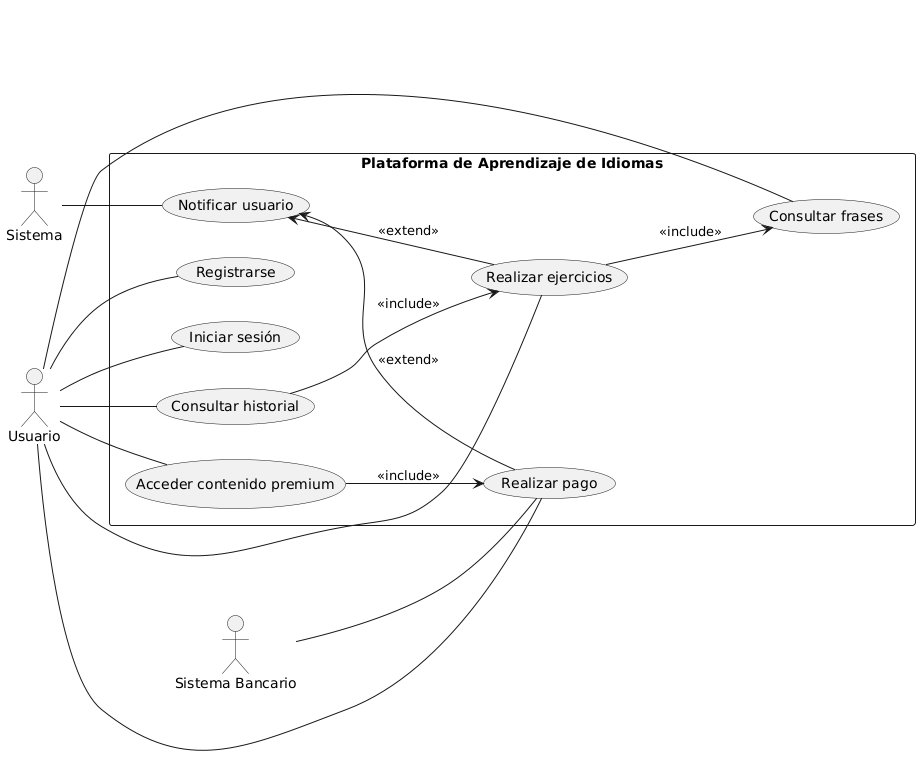 Plataforma de Aprendizaje de Idiomas
Sistema
Notificar usuario
Consultar frases
«extend»
«include»
Registrarse
Realizar ejercicios
«include»
Iniciar sesión
«extend»
Consultar historial
Usuario
«include»
Acceder contenido premium
Realizar pago
Sistema Bancario